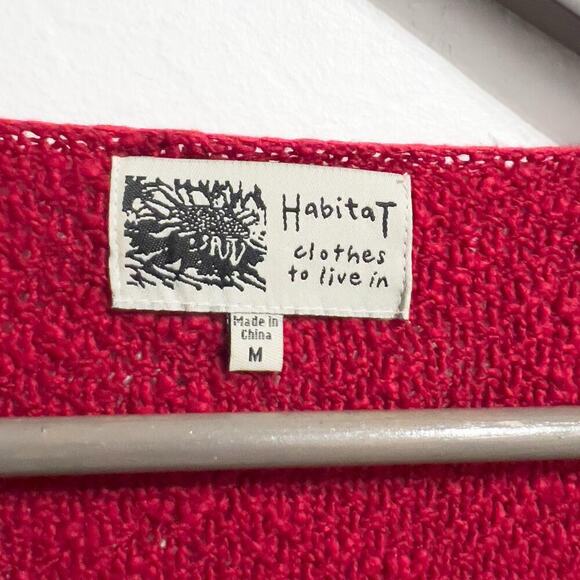 HabitaT
clothes
to live in
Made in
China
M